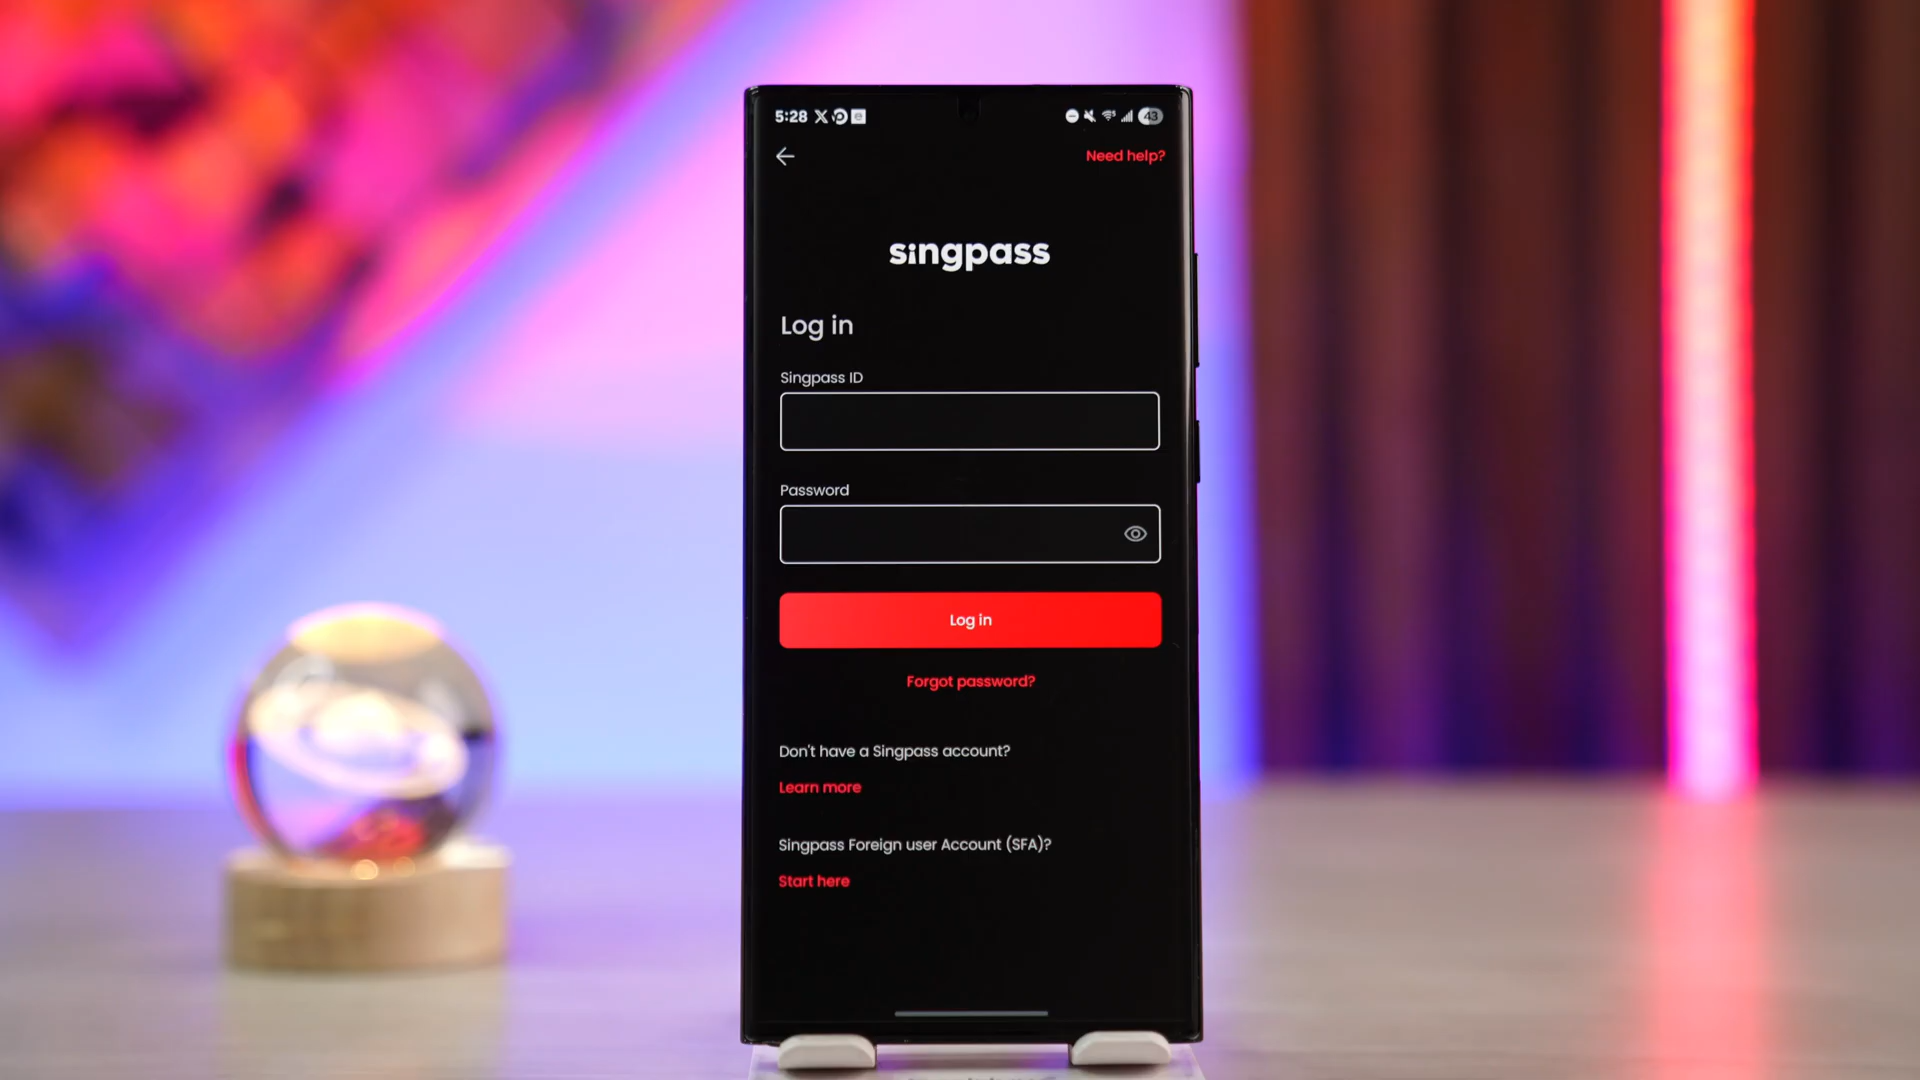 5:28
43
Need help?
singpass
Log in
Singpass ID
Password
Log in
Forgot password?
Don't have a Singpass account?
Learn more
Singpass Foreign user Account (SFA)?
Start here